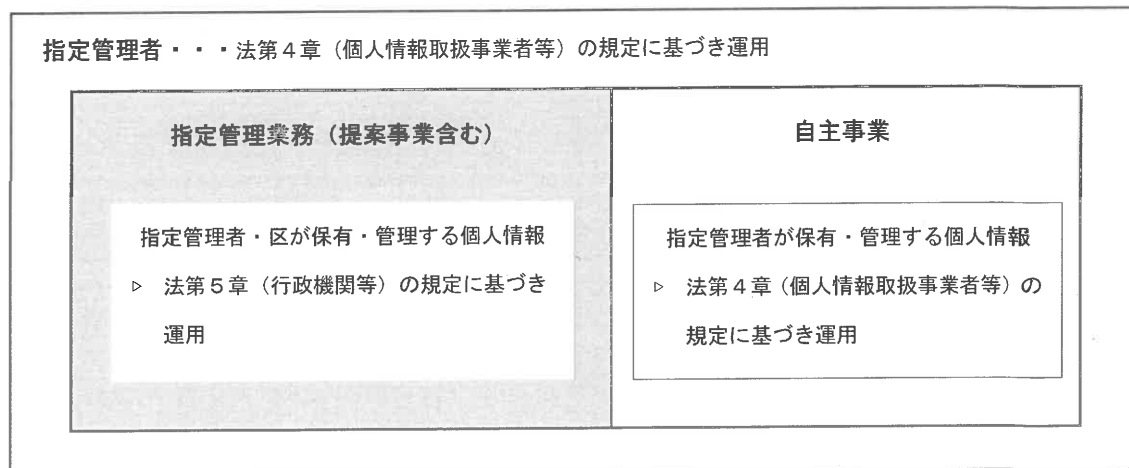 指定管理者・・・法第４章（個人情報取扱事業者等）の規定に基づき運用
指定管理業務（提案事業含む）
指定管理者・区が保有・管理する個人情報
▷ 法第５章（行政機関等）の規定に基づき
運用
自主事業
指定管理者が保有・管理する個人情報
▷ 法第４章（個人情報取扱事業者等）の
規定に基づき運用